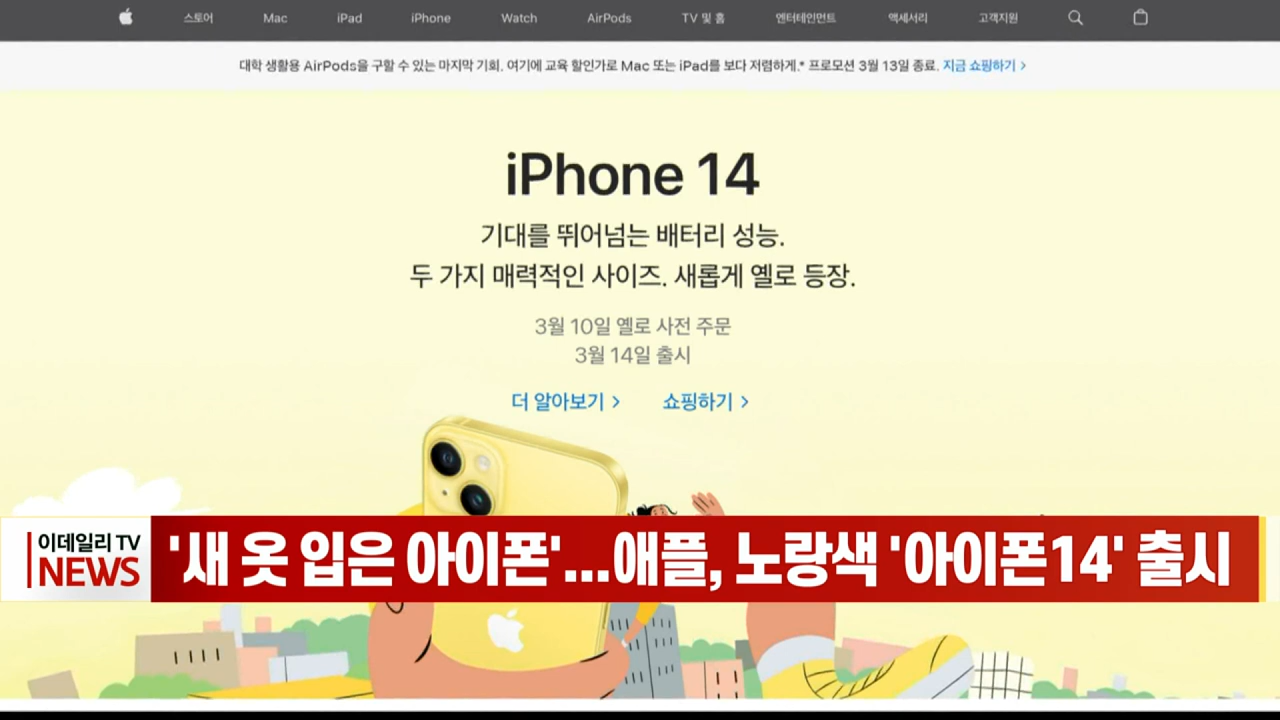 스토어 Mac iPad iPhone Watch AirPods TV 및 홈 엔터테인먼트 액세서리 고객지원
대학 생활용 AirPods을 구할 수 있는 마지막 기회. 여기에 교육 할인가로 Mac 또는 iPad를 보다 저렴하게.* 프로모션 3월 13일 종료. 지금 쇼핑하기 >
iPhone 14
기대를 뛰어넘는 배터리 성능.
두 가지 매력적인 사이즈. 새롭게 옐로 등장.
3월 10일 옐로 사전 주문
3월 14일 출시
더 알아보기 > 쇼핑하기 >
이데일리 TV
NEWS
'새 옷 입은 아이폰'...애플, 노랑색 '아이폰14' 출시